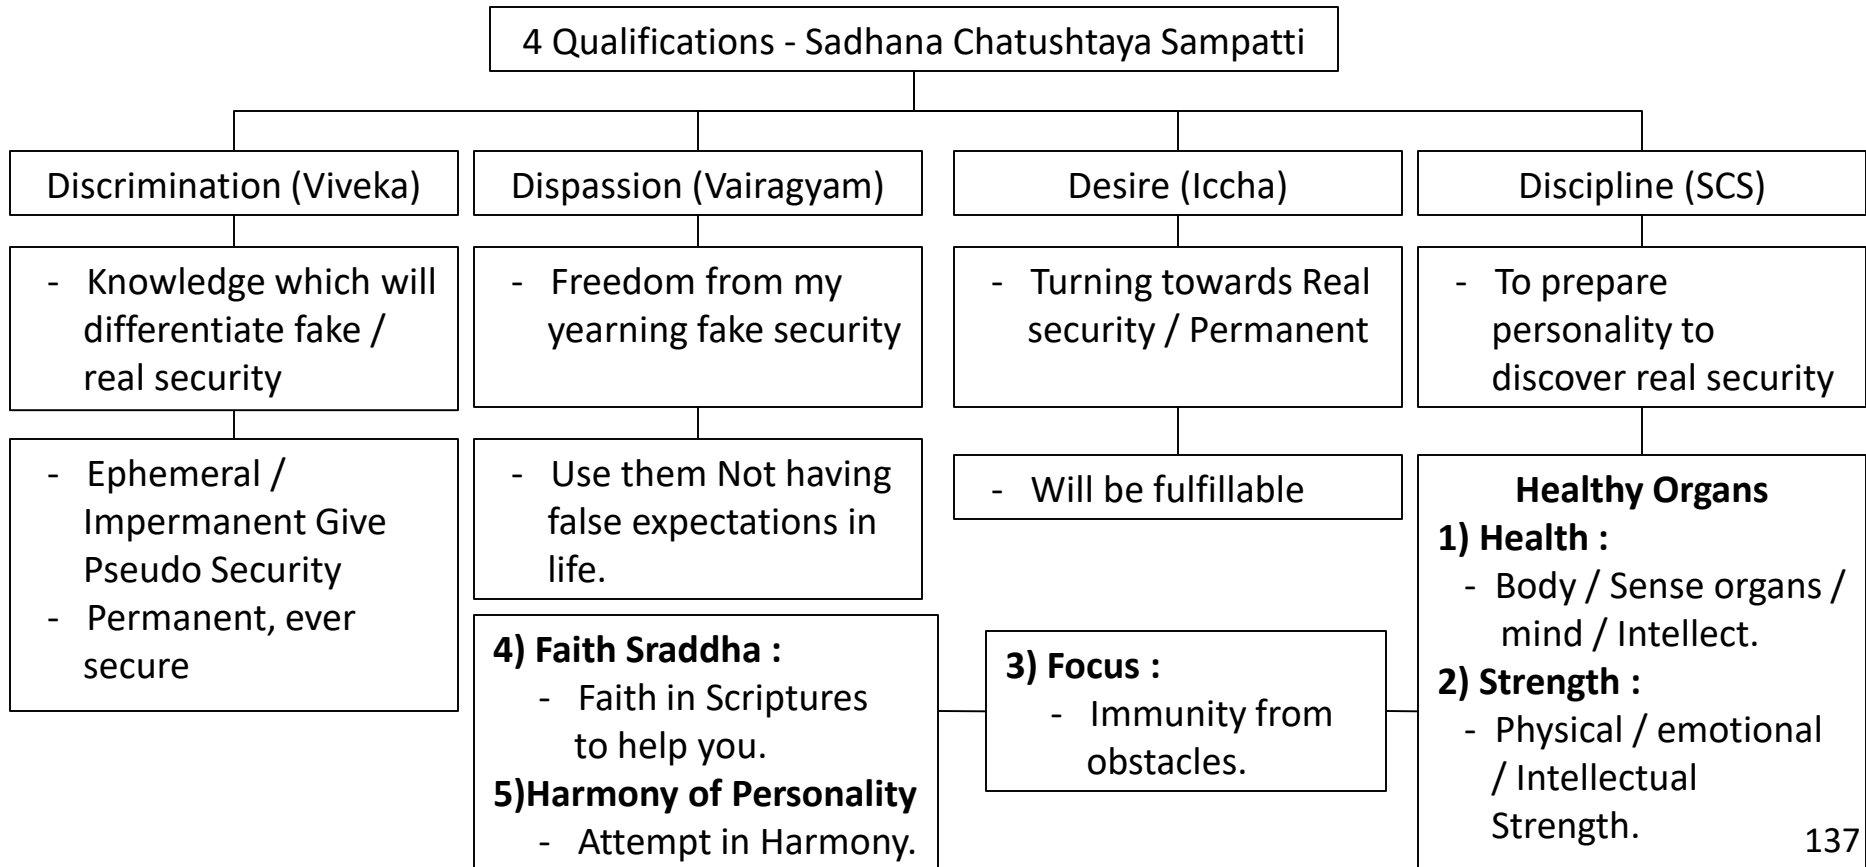 4 Qualifications - Sadhana Chatushtaya Sampatti
Discrimination (Viveka)
- Knowledge which will
differentiate fake /
real security
- Ephemeral /
Impermanent Give
Pseudo Security
- Permanent, ever
secure
Dispassion (Vairagyam)
- Freedom from my
yearning fake security
- Use them Not having
false expectations in
life.
Desire (Iccha)
- Turning towards Real
security / Permanent
- Will be fulfillable
Discipline (SCS)
- To prepare
personality to
discover real security
Healthy Organs
1) Health :
- Body / Sense organs /
mind / Intellect.
2) Strength :
- Physical / emotional
/ Intellectual
Strength.
3) Focus :
- Immunity from
obstacles.
4) Faith Sraddha :
- Faith in Scriptures
to help you.
5)Harmony of Personality
- Attempt in Harmony.
137